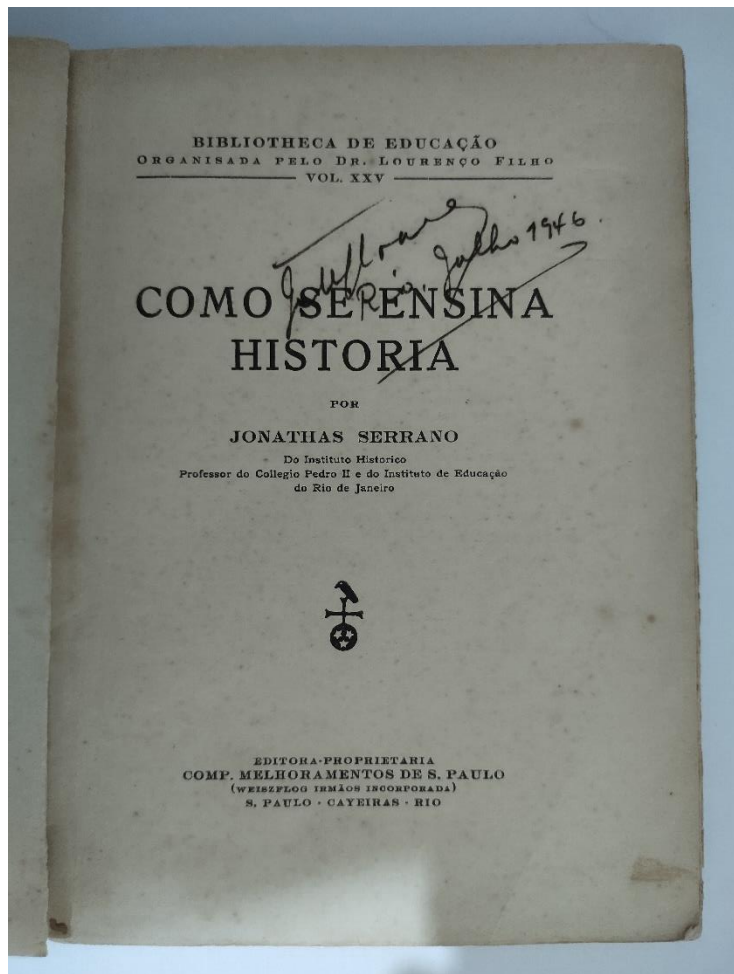 BIBLIOTHECA DE EDUCAÇÃO
ORGANISADA PELO DR. LOURENÇO FILHO
VOL. XXV
Rio, Julho 1946.
COMO SE ENSINA
HISTORIA
POR
JONATHAS SERRANO
Do Instituto Historico
Professor do Collegio Pedro II e do Instituto de Educação
do Rio de Janeiro
EDITORA-PROPRIETARIA
COMP. MELHORAMENTOS DE S. PAULO
(WEISZFLOG IRMÃOS INCORPORADA)
S. PAULO · CAYEIRAS · RIO